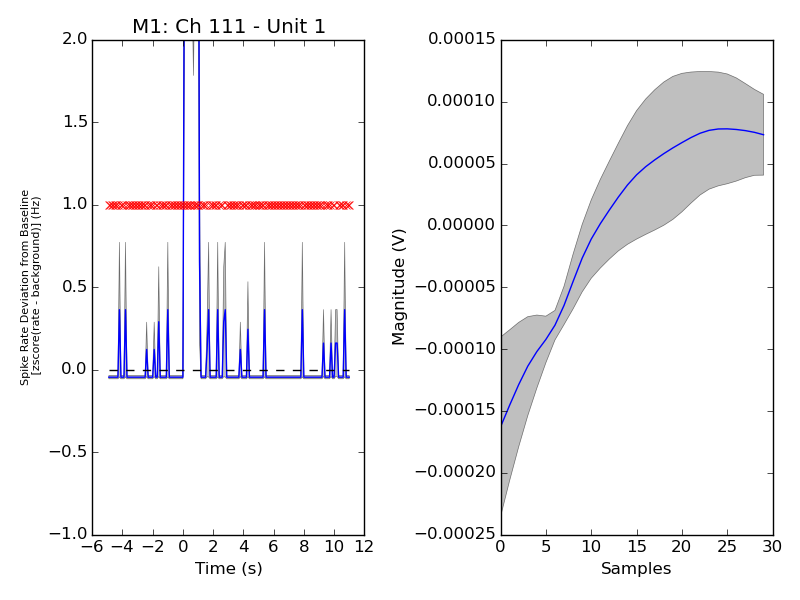 M1: Ch 111 - Unit 1
2.0
1.5
1.0
0.5
0.0
−0.5
−1.0
−6 −4 −2 0 2 4 6 8 10 12
Time (s)
Spike Rate Deviation from Baseline
[zscore(rate - background)] (Hz)
0.00015
0.00010
0.00005
0.00000
−0.00005
−0.00010
−0.00015
−0.00020
−0.00025
0 5 10 15 20 25 30
Samples
Magnitude (V)